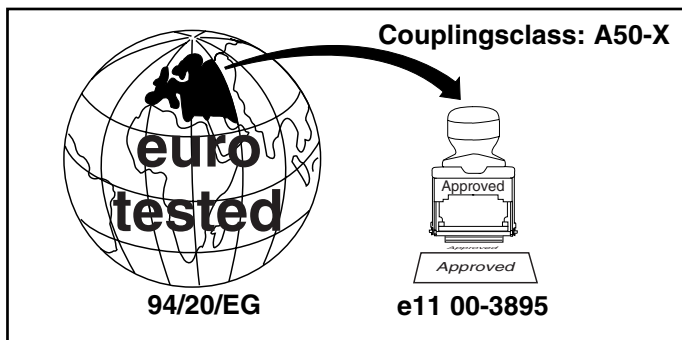 Couplingsclass: A50-X
euro
tested
Approved
Approved
Approved
94/20/EG
e11 00-3895